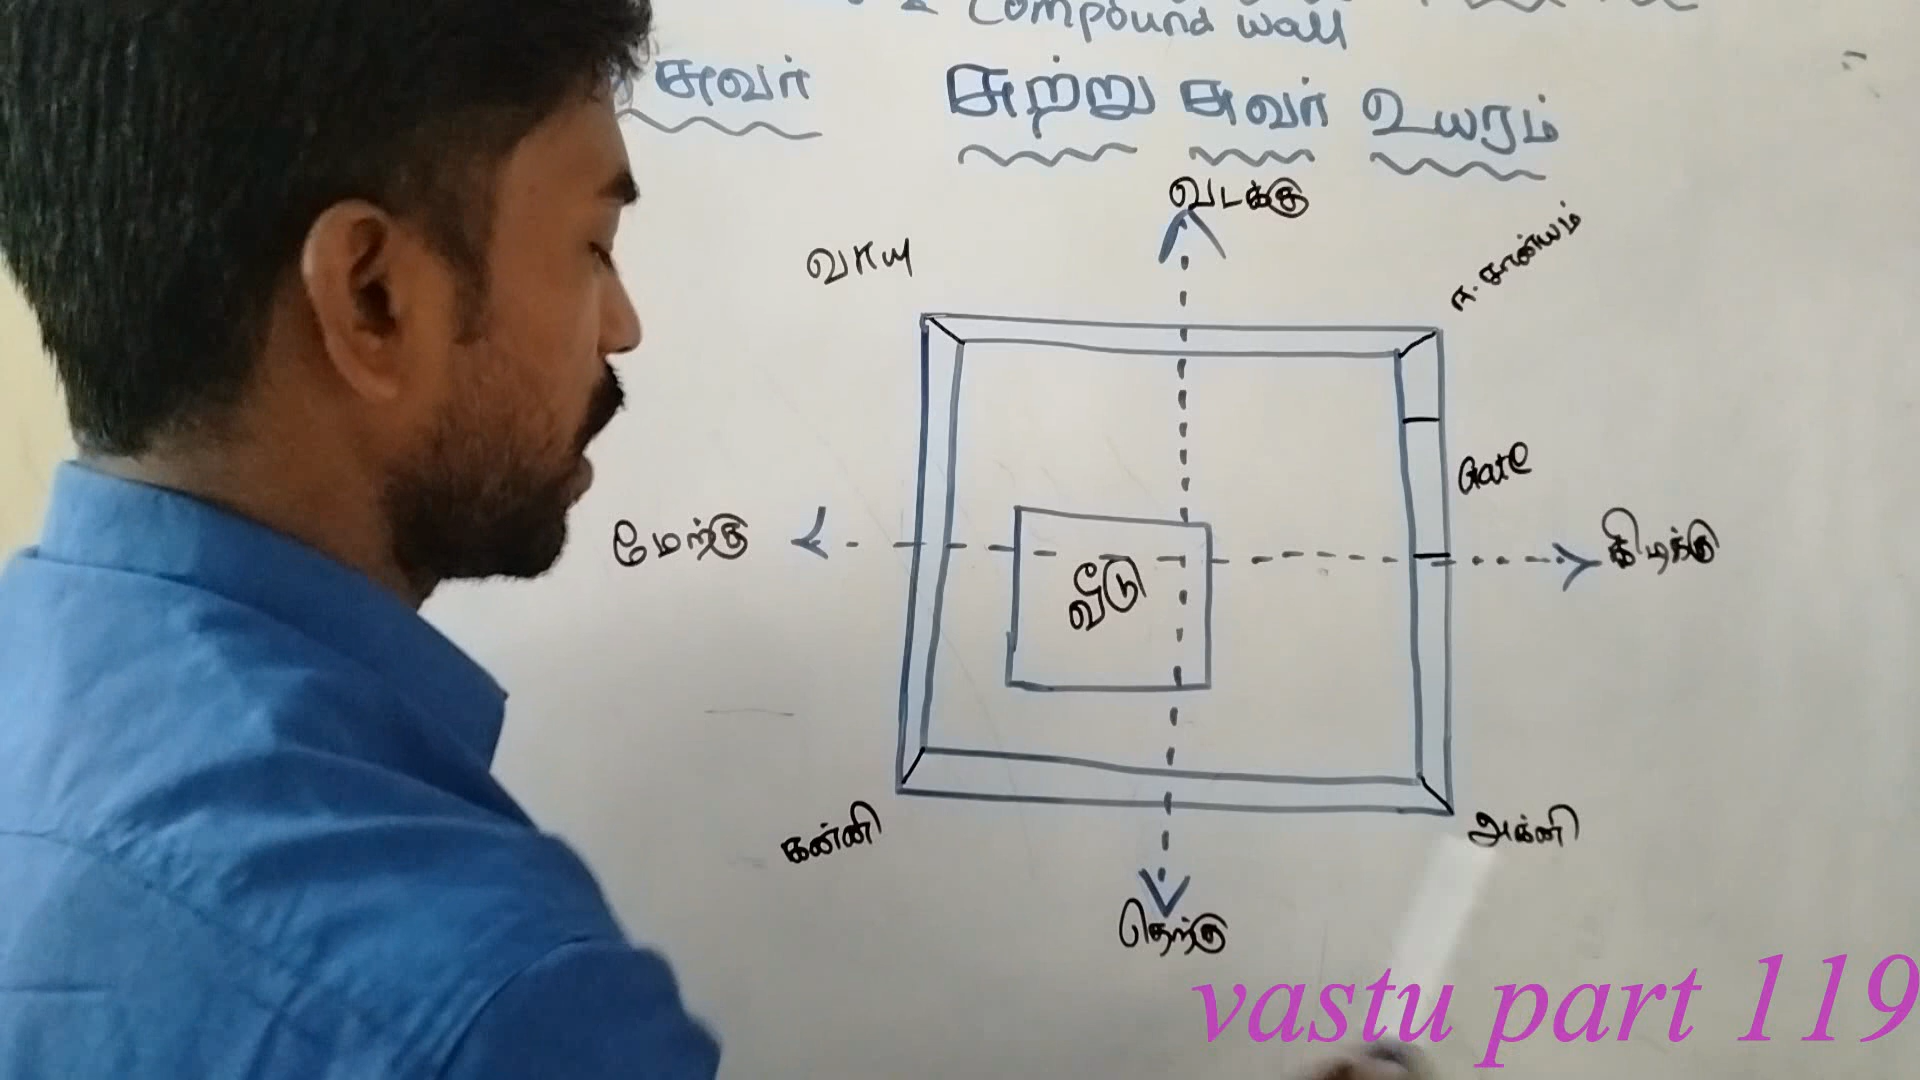 Compound wall
சுவர் சுற்று சுவர் உயரம்
வடக்கு
வாயு
ஈசான்யம்
Gate
மேற்கு
கிழக்கு
வீடு
கன்னி
அக்னி
தெற்கு
vastu part 119